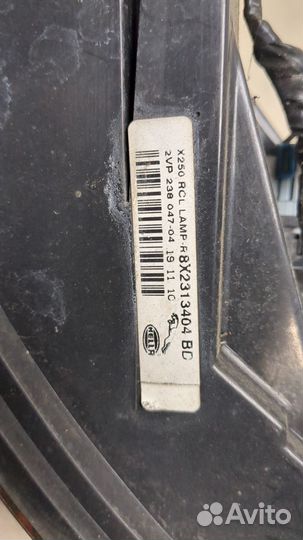 X250 RCL LAMP-R
2VP 238 047-04 19 11 10
8X2313404 BD
HELLA
Avito